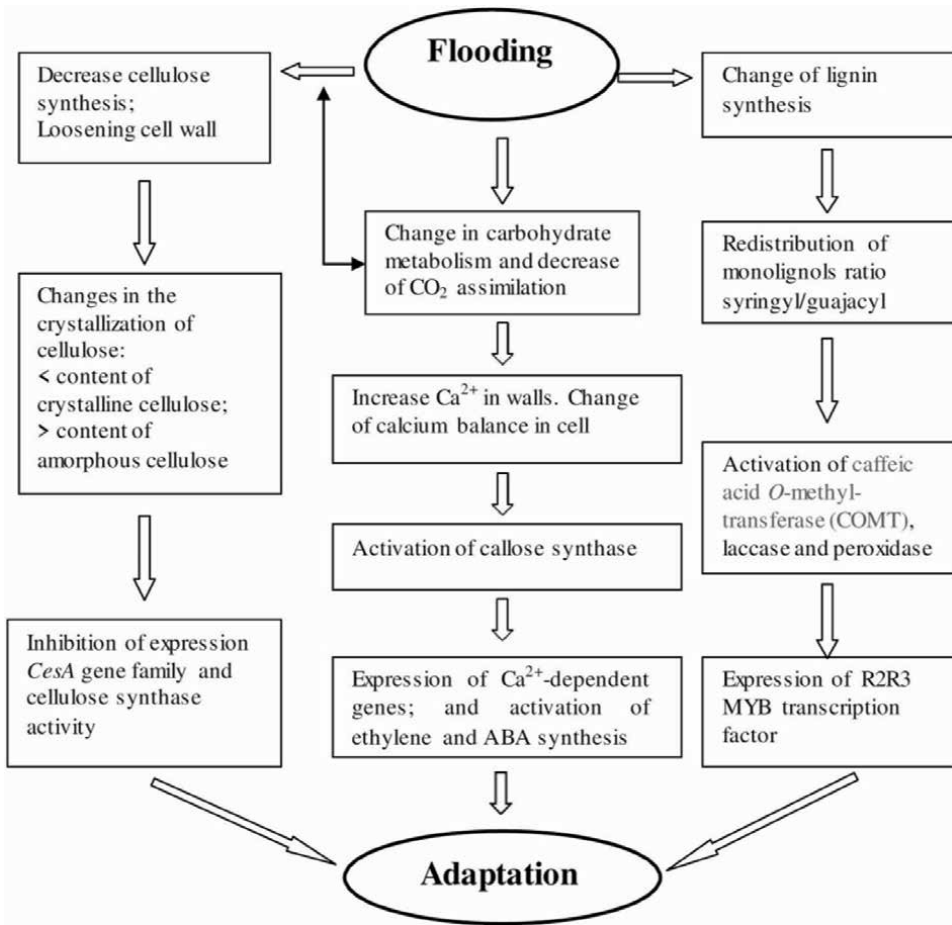 Flooding
Decrease cellulose
synthesis;
Loosening cell wall
Changes in the
crystallization of
cellulose:
< content of
crystalline cellulose;
> content of
amorphous cellulose
Inhibition of expression
CesA gene family and
cellulose synthase
activity
Change in carbohydrate
metabolism and decrease
of CO₂ assimilation
Increase Ca²⁺ in walls. Change
of calcium balance in cell
Activation of callose synthase
Expression of Ca²⁺-dependent
genes; and activation of
ethylene and ABA synthesis
Change of lignin
synthesis
Redistribution of
monolignols ratio
syringyl/guajacyl
Activation of caffeic
acid O-methyl-
transferase (COMT),
laccase and peroxidase
Expression of R2R3
MYB transcription
factor
Adaptation